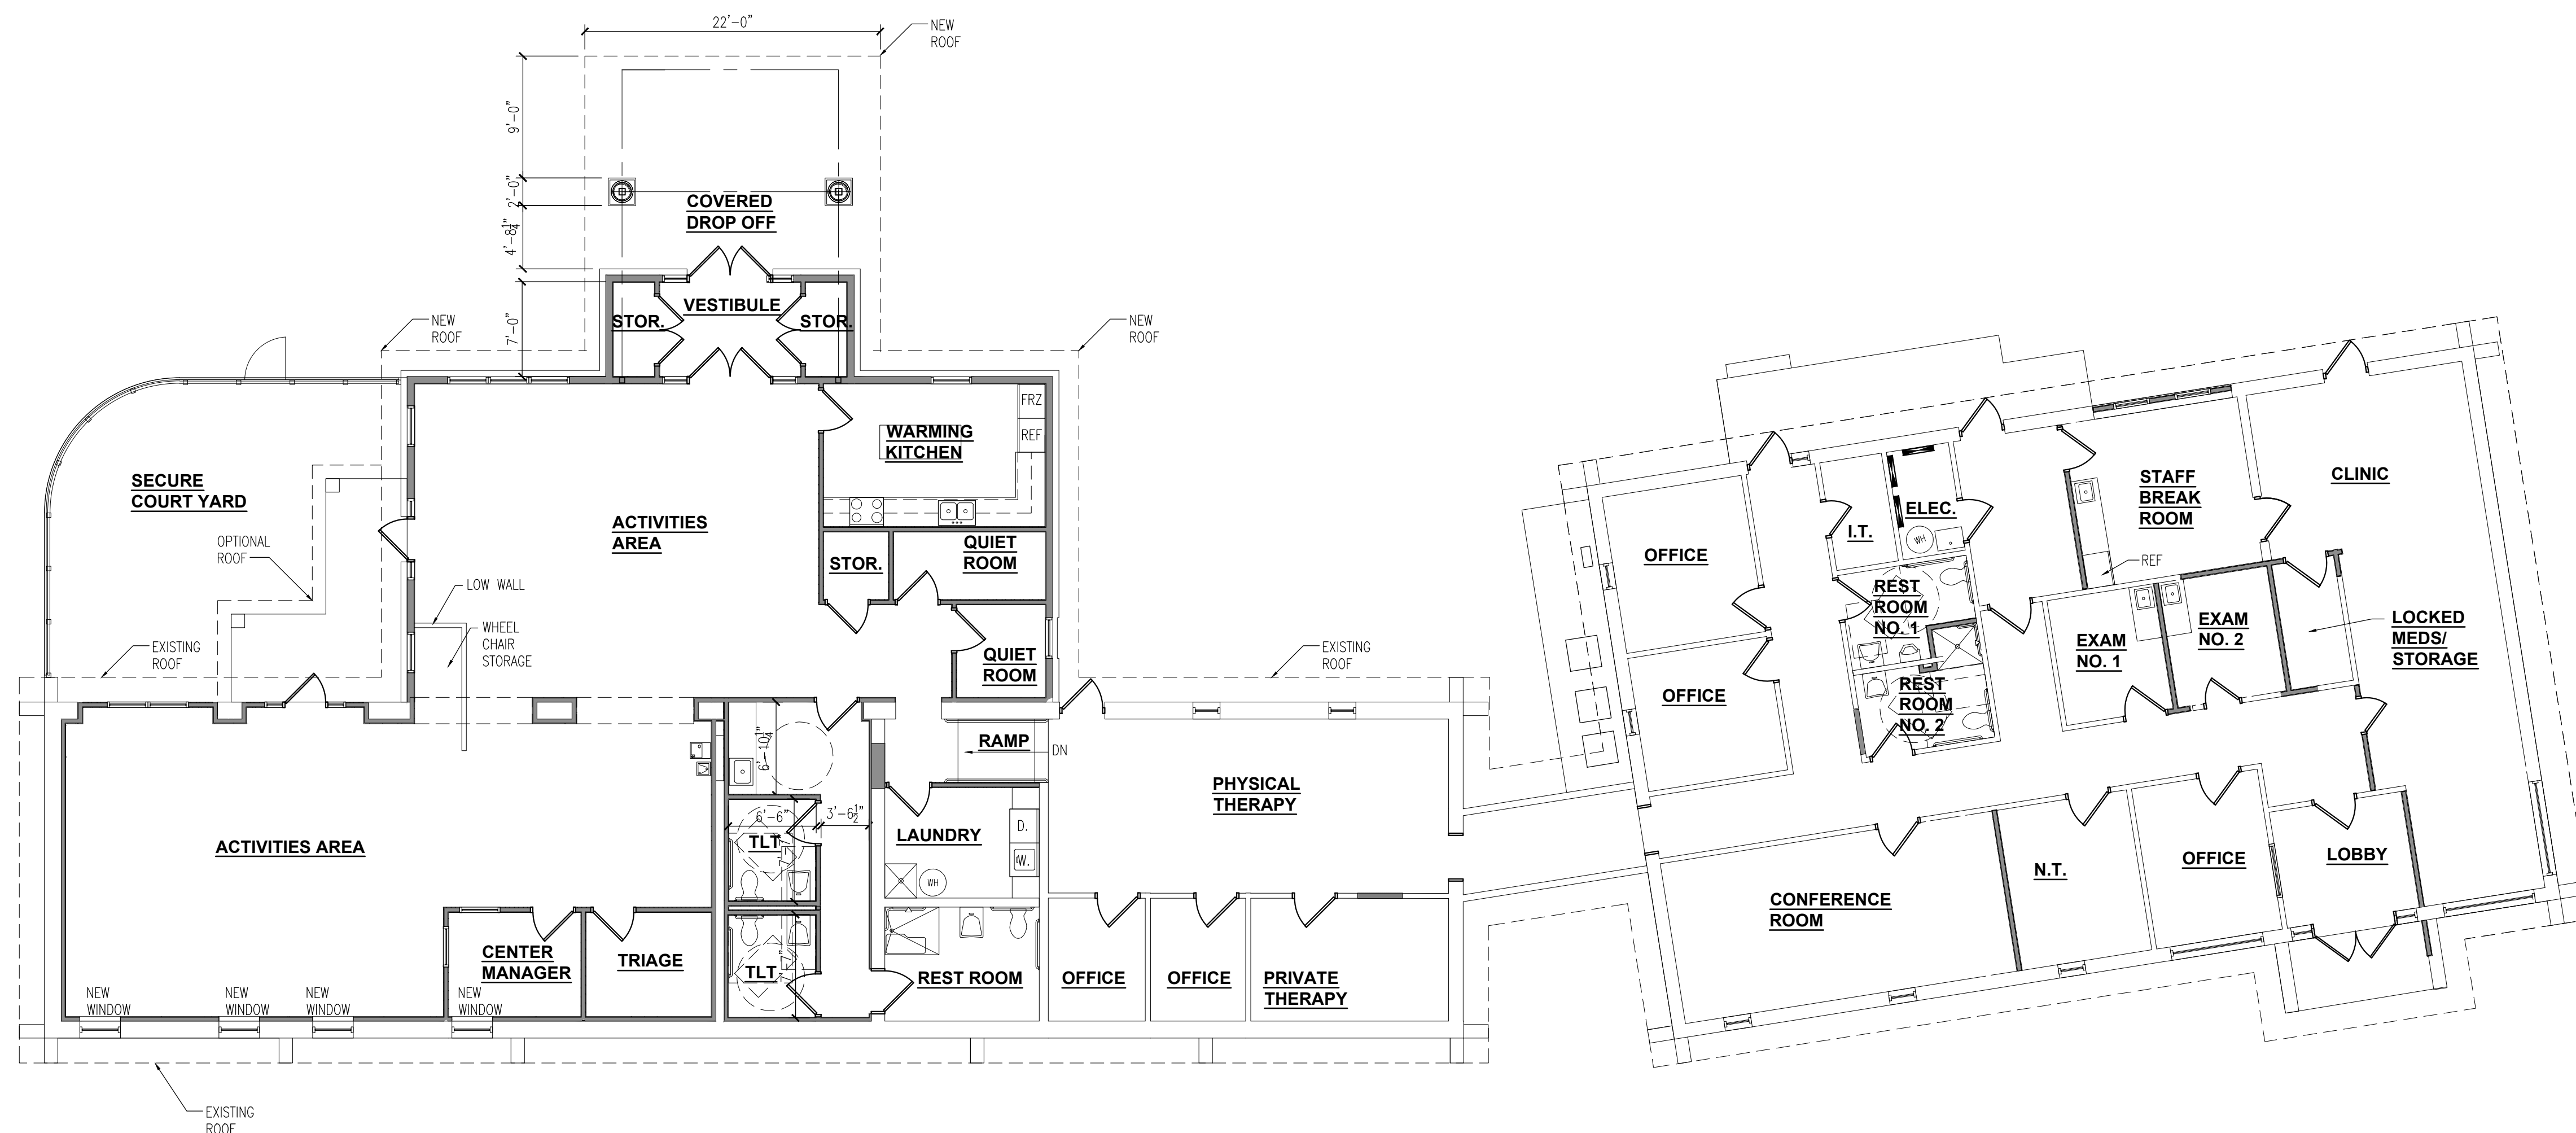 22'-0"
NEW
ROOF
9'-0"
2'-0"
4'-8¼"
7'-0"
COVERED
DROP OFF
NEW
ROOF
VESTIBULE
STOR.
STOR.
NEW
ROOF
SECURE
COURT YARD
OPTIONAL
ROOF
EXISTING
ROOF
LOW WALL
WHEEL
CHAIR
STORAGE
ACTIVITIES
AREA
WARMING
KITCHEN
FRZ
REF
STOR.
QUIET
ROOM
QUIET
ROOM
EXISTING
ROOF
RAMP
DN
6'-10¼"
6'-6"
3'-6½"
TLT
7'-
TLT
7"
ACTIVITIES AREA
CENTER
MANAGER
TRIAGE
NEW
WINDOW
NEW
WINDOW
NEW
WINDOW
NEW
WINDOW
EXISTING
ROOF
LAUNDRY
D.
W.
WH
REST ROOM
PHYSICAL
THERAPY
OFFICE
OFFICE
PRIVATE
THERAPY
OFFICE
OFFICE
I.T.
ELEC.
WH
REST
ROOM
NO. 1
REST
ROOM
NO. 2
STAFF
BREAK
ROOM
REF
CLINIC
EXAM
NO. 1
EXAM
NO. 2
LOCKED
MEDS/
STORAGE
CONFERENCE
ROOM
N.T.
OFFICE
LOBBY